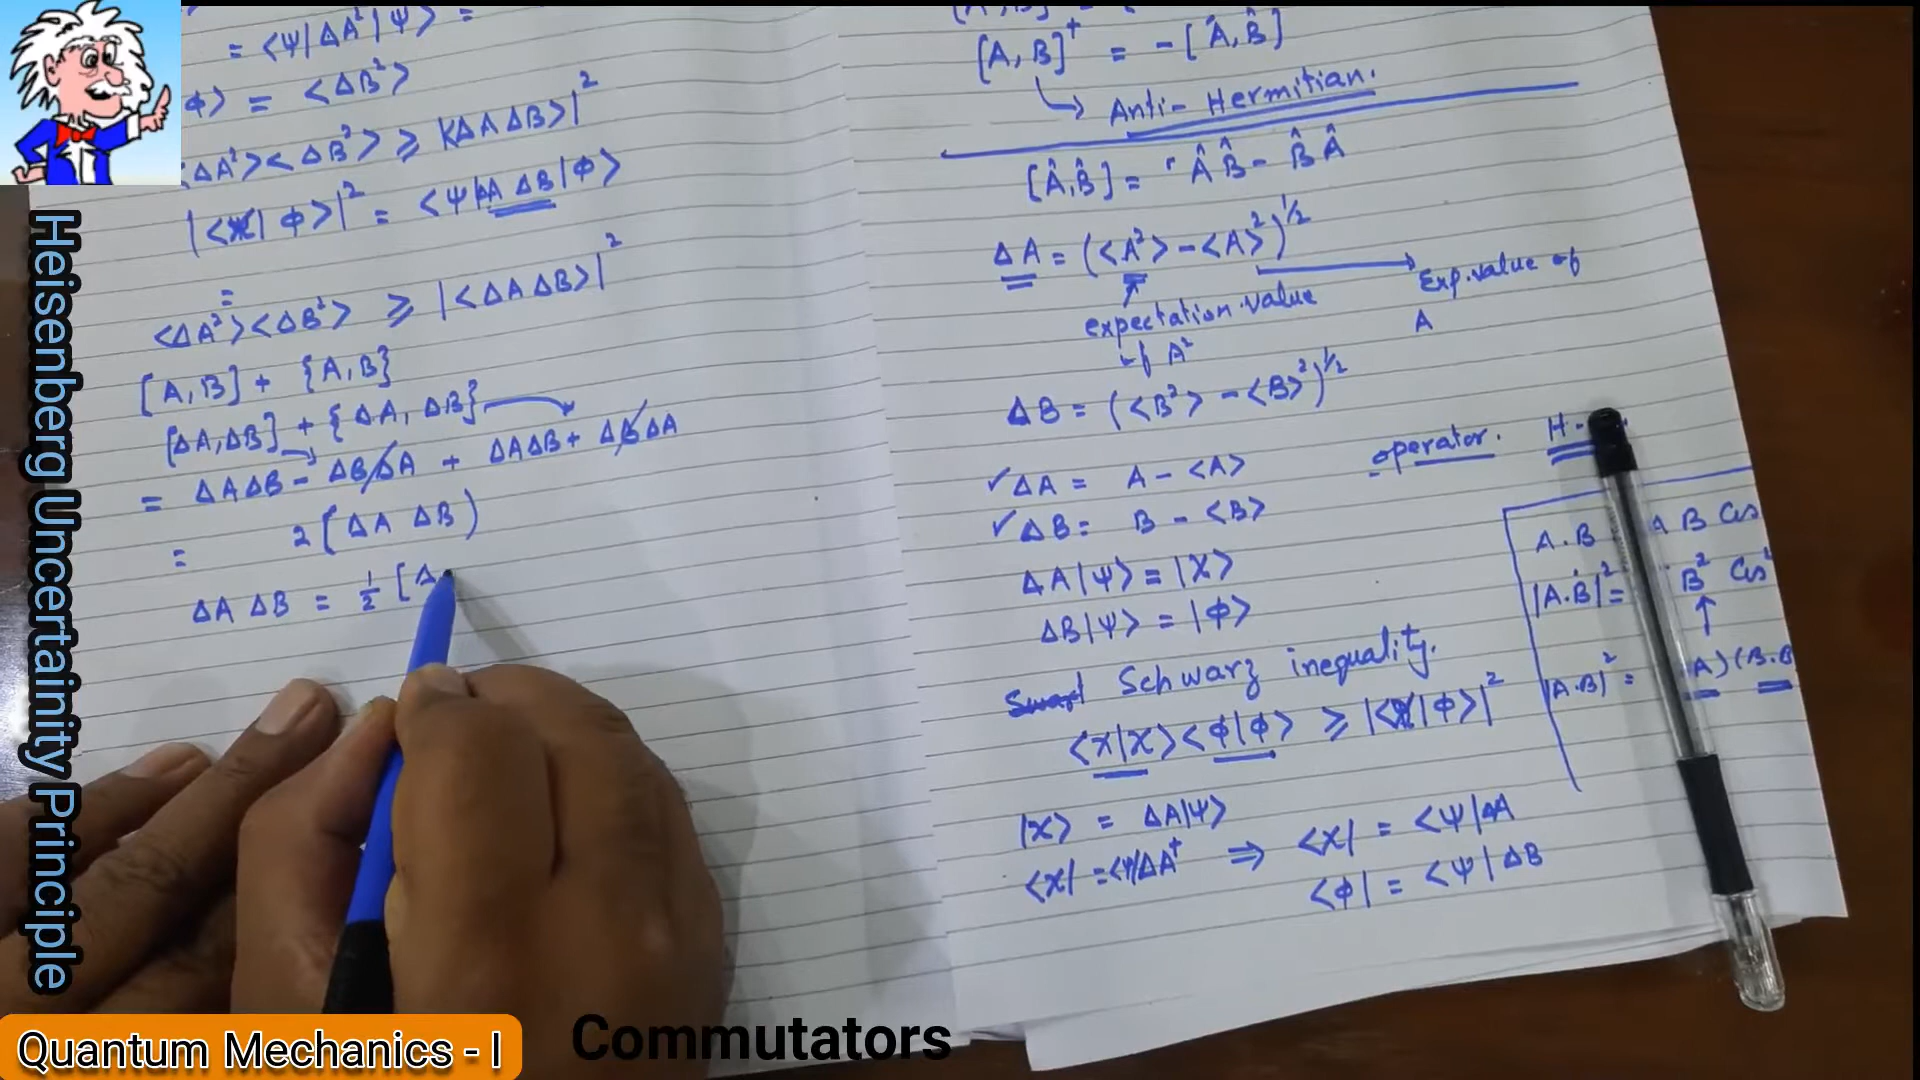 = <Ψ| ΔA² |Ψ> =
φ> = <ΔB²>
<ΔA²><ΔB²> ⩾ |<ΔA ΔB>|²
|<χ| φ>|² = <Ψ|ΔA ΔB|φ>
=
<ΔA²><ΔB²> ⩾ |<ΔA ΔB>|²
[A,B] + {A,B}
[ΔA,ΔB] + {ΔA, ΔB}
= ΔAΔB - ΔBΔA + ΔAΔB + ΔBΔA
= 2 [ΔA ΔB)
ΔA ΔB = 1/2 [Δ
[A,B]† = -[Â,B̂]
↳ Anti-Hermitian.
[Â,B̂] = ÂB̂ - B̂Â
ΔA = (<A²> - <A>²)^1/2
expectation value of A²
Exp. value of A
ΔB = (<B²> - <B>²)^1/2
operator. H-
✓ΔA = A - <A>
✓ΔB = B - <B>
ΔA|Ψ> = |χ>
ΔB|Ψ> = |φ>
Schwarz inequality.
<χ|χ><φ|φ> ⩾ |<χ|φ>|²
|χ> = ΔA|Ψ>
<χ| = <Ψ|ΔA† ⇒ <χ| = <Ψ|ΔA
<φ| = <Ψ|ΔB
A.B A B Cos
|A.B|² = B² Cos²
|A.B|² = A)(B.B
Heisenberg Uncertainity Principle
Quantum Mechanics - I
Commutators